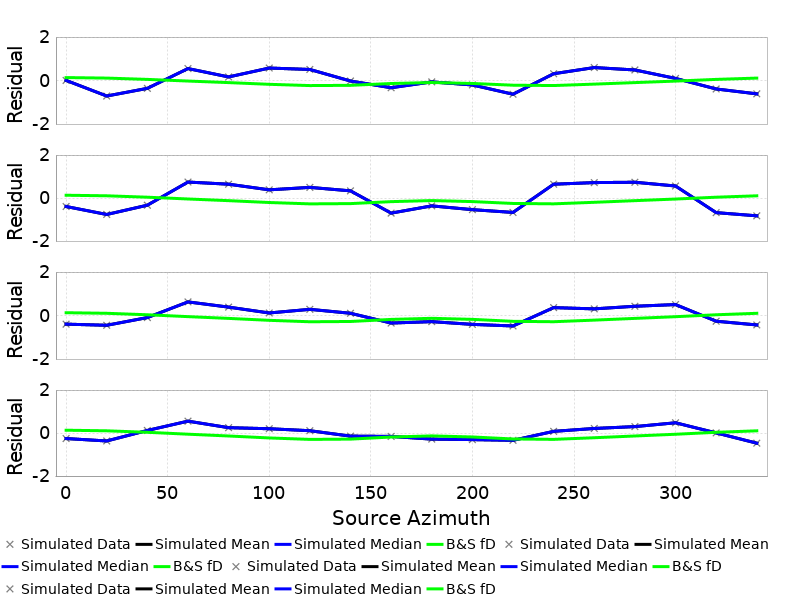 2
0
-2
Residual
2
0
-2
Residual
2
0
-2
Residual
2
0
-2
Residual
0 50 100 150 200 250 300
Source Azimuth
× Simulated Data Simulated Mean Simulated Median B&S fD × Simulated Data Simulated Mean
Simulated Median B&S fD × Simulated Data Simulated Mean Simulated Median B&S fD
× Simulated Data Simulated Mean Simulated Median B&S fD